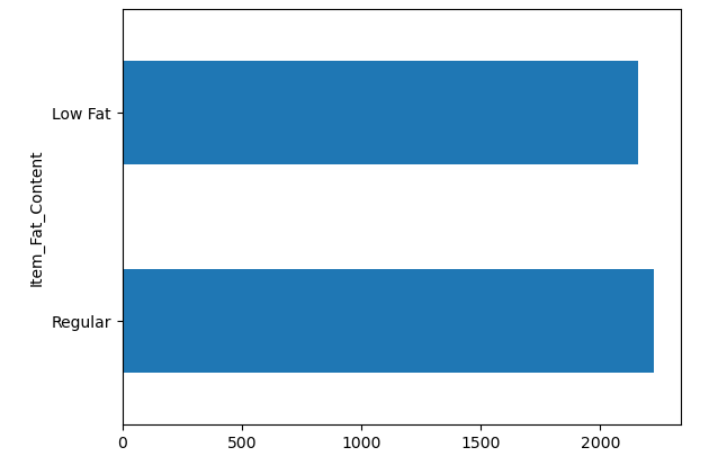 Low Fat
Item_Fat_Content
Regular
0 500 1000 1500 2000